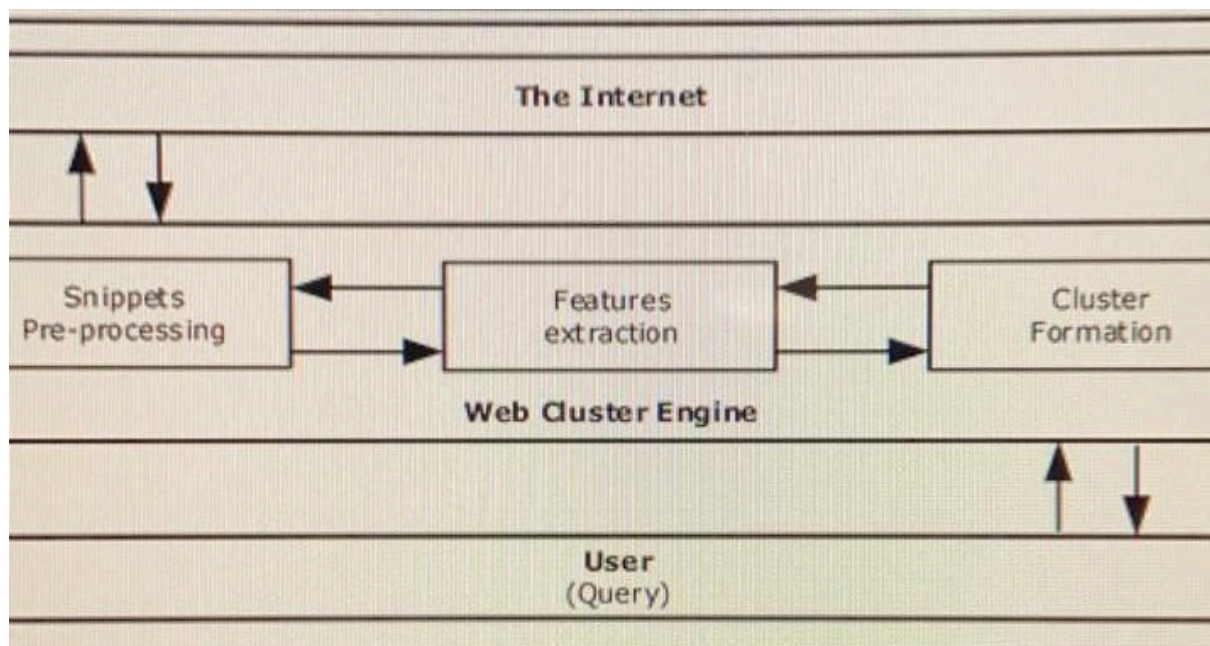 The Internet
Snippets
Pre-processing
Features
extraction
Cluster
Formation
Web Cluster Engine
User
(Query)